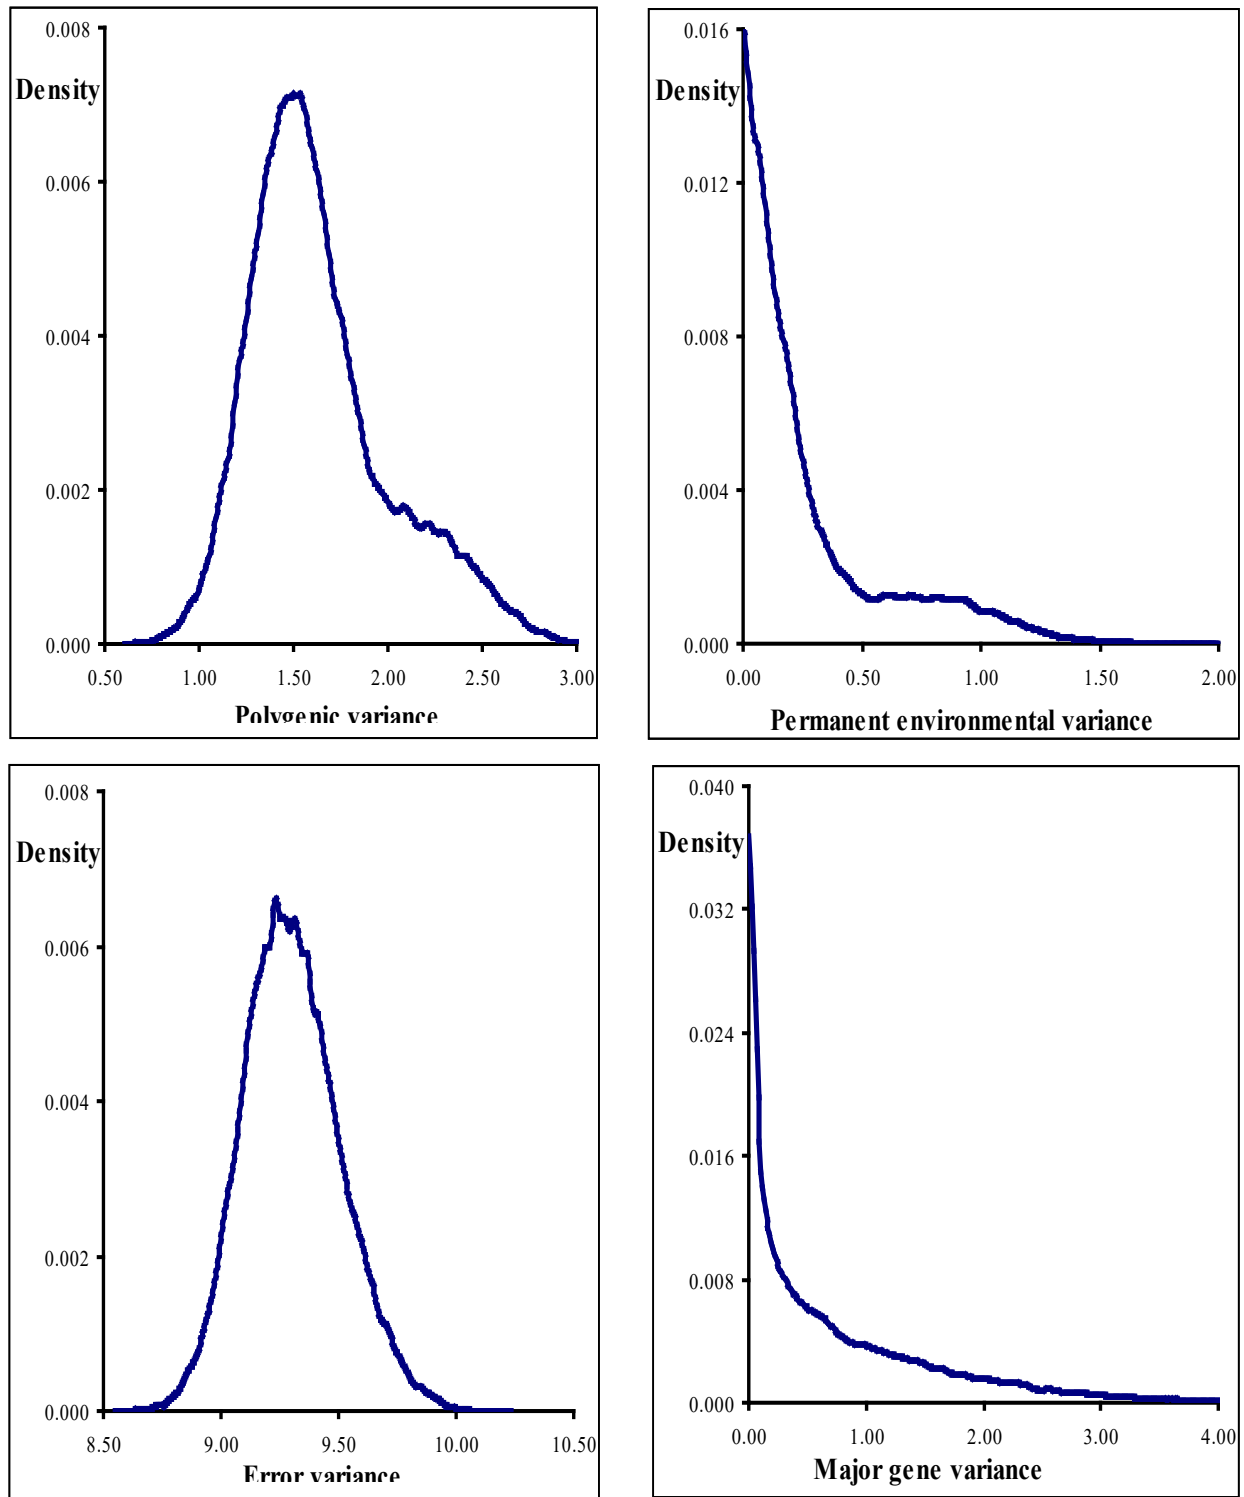 0.008
Density
0.006
0.004
0.002
0.000
0.50 1.00 1.50 2.00 2.50 3.00
Polygenic variance
0.016
Density
0.012
0.008
0.004
0.000
0.00 0.50 1.00 1.50 2.00
Permanent environmental variance
0.008
Density
0.006
0.004
0.002
0.000
8.50 9.00 9.50 10.00 10.50
Error variance
0.040
Density
0.032
0.024
0.016
0.008
0.000
0.00 1.00 2.00 3.00 4.00
Major gene variance